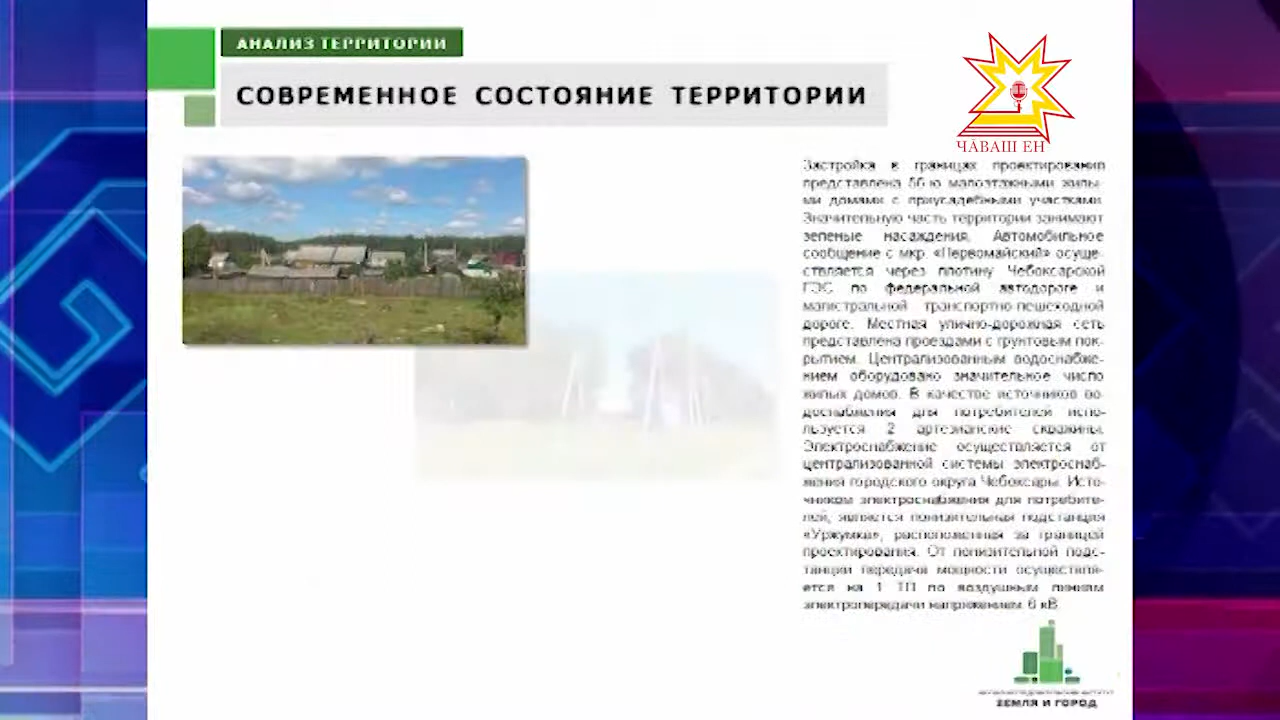 АНАЛИЗ ТЕРРИТОРИИ
СОВРЕМЕННОЕ СОСТОЯНИЕ ТЕРРИТОРИИ
ЧĂВАШ ЕН
Застройка в границах проектирования
представлена 56-ю малоэтажными жилы-
ми домами с приусадебными участками.
Значительную часть территории занимают
зеленые насаждения. Автомобильное
сообщение с мкр. «Первомайский» осуще-
ствляется через плотину Чебоксарской
ГЭС по федеральной автодороге и
магистральной транспортно-пешеходной
дороге. Местная улично-дорожная сеть
представлена проездами с грунтовым пок-
рытием. Централизованным водоснабже-
нием оборудовано значительное число
жилых домов. В качестве источников во-
доснабжения для потребителей испо-
льзуется 2 артезианские скважины.
Электроснабжение осуществляется от
централизованной системы электроснаб-
жения городского округа Чебоксары. Исто-
чником электроснабжения для потребите-
лей, является понизительная подстанция
«Уржумка», расположенная за границей
проектирования. От понизительной подс-
танции передача мощности осуществля-
ется на 1 ТП по воздушным линиям
электропередачи напряжением 6 кВ.
ЗЕМЛЯ И ГОРОД